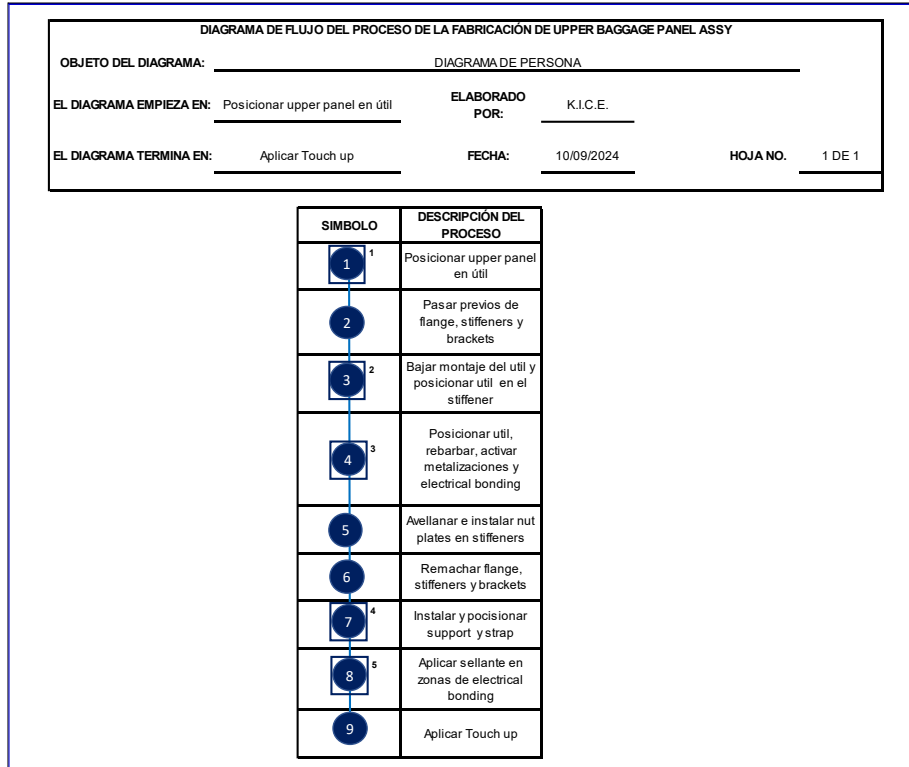 DIAGRAMA DE FLUJO DEL PROCESO DE LA FABRICACIÓN DE UPPER BAGGAGE PANEL ASSY
OBJETO DEL DIAGRAMA: DIAGRAMA DE PERSONA
EL DIAGRAMA EMPIEZA EN: Posicionar upper panel en útil
ELABORADO
POR: K.I.C.E.
EL DIAGRAMA TERMINA EN: Aplicar Touch up
FECHA: 10/09/2024
HOJA NO. 1 DE 1
SIMBOLO
DESCRIPCIÓN DEL
PROCESO
1 1
Posicionar upper panel
en útil
2
Pasar previos de
flange, stiffeners y
brackets
3 2
Bajar montaje del util y
posicionar util en el
stiffener
4 3
Posicionar util,
rebarbar, activar
metalizaciones y
electrical bonding
5
Avellanar e instalar nut
plates en stiffeners
6
Remachar flange,
stiffeners y brackets
7 4
Instalar y pocisionar
support y strap
8 5
Aplicar sellante en
zonas de electrical
bonding
9
Aplicar Touch up